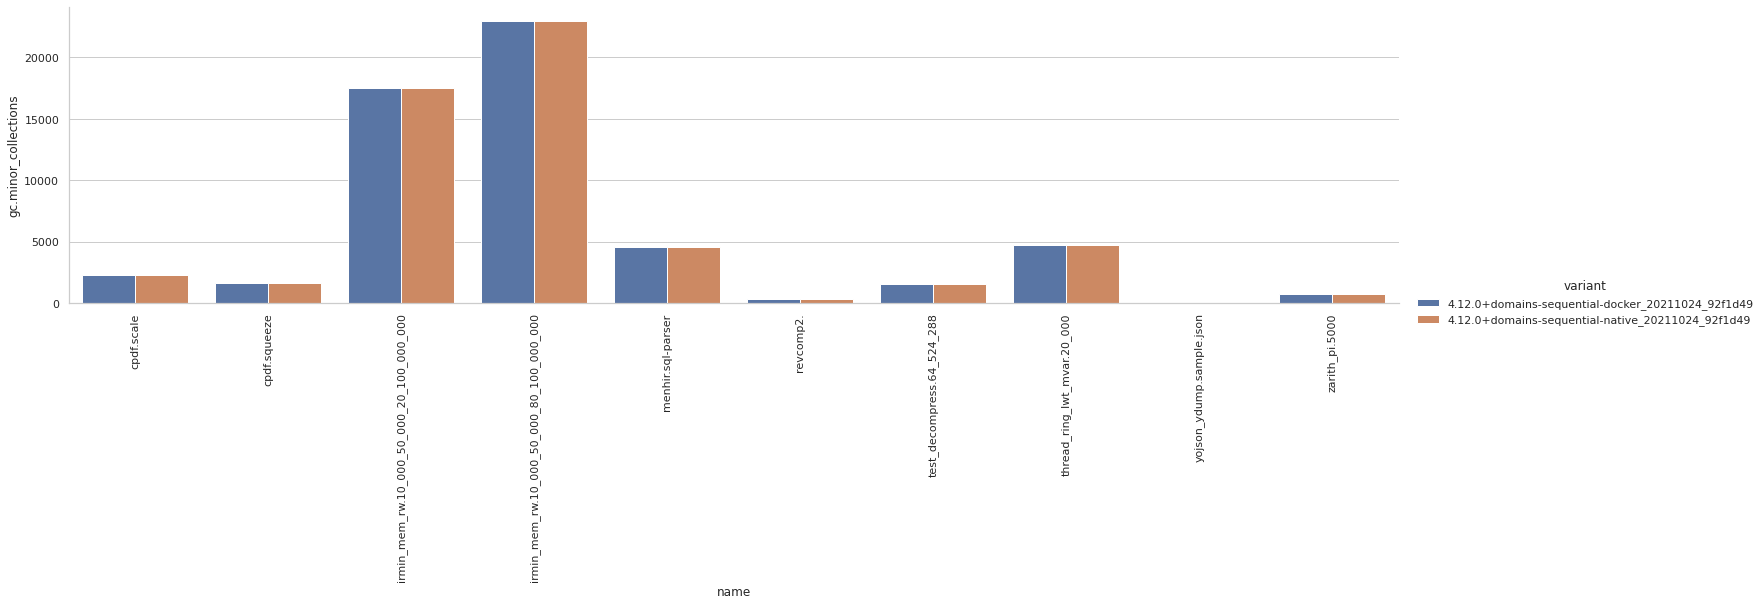 gc.minor_collections
20000
15000
10000
5000
0
cpdf.scale
cpdf.squeeze
irmin_mem_rw.10_000_50_000_20_100_000_000
irmin_mem_rw.10_000_50_000_80_100_000_000
menhir.sql-parser
revcomp2.
test_decompress.64_524_288
thread_ring_lwt_mvar.20_000
yojson_ydump.sample.json
zarith_pi.5000
name
variant
4.12.0+domains-sequential-docker_20211024_92f1d49
4.12.0+domains-sequential-native_20211024_92f1d49